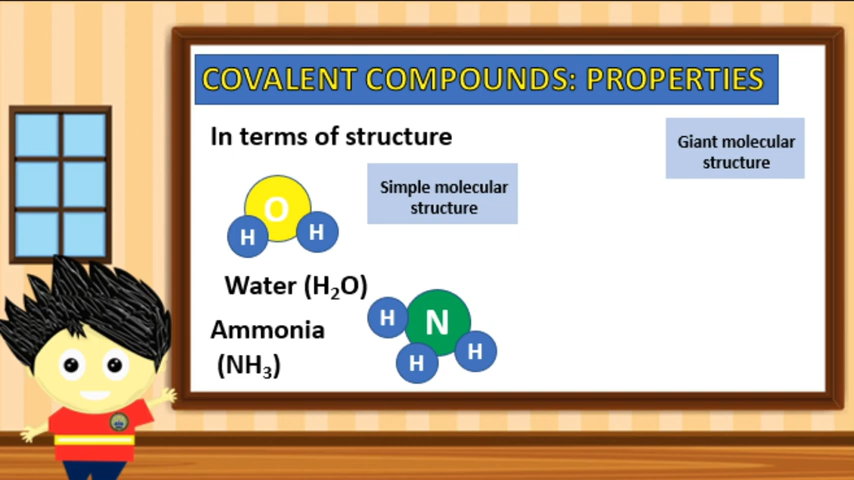 COVALENT COMPOUNDS: PROPERTIES
In terms of structure
Giant molecular
structure
Simple molecular
structure
O
H
H
Water (H₂O)
Ammonia
(NH₃)
H
N
H
H